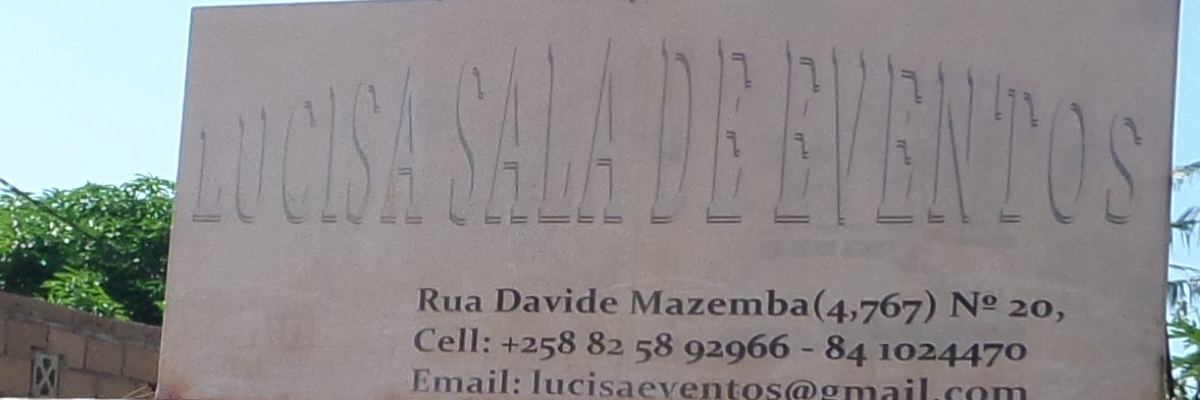 LUCISA SALA DE EVENTOS
Rua Davide Mazemba(4,767) Nº 20,
Cell: +258 82 58 92966 - 84 1024470
Email: lucisaeventos@gmail.com